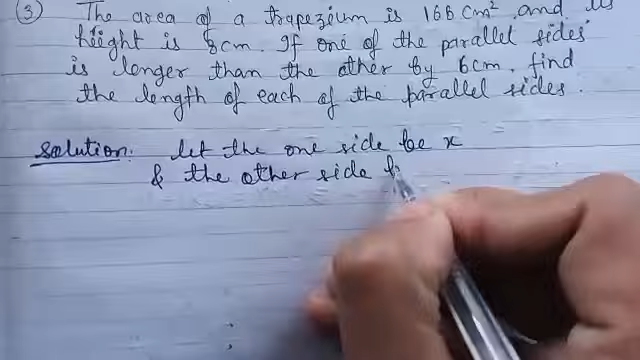 (3) The area of a trapezium is 168 cm² and its
height is 8cm. If one of the parallel sides
is longer than the other by 6cm. find
the length of each of the parallel sides.
Solution: let the one side be x
& the other side b